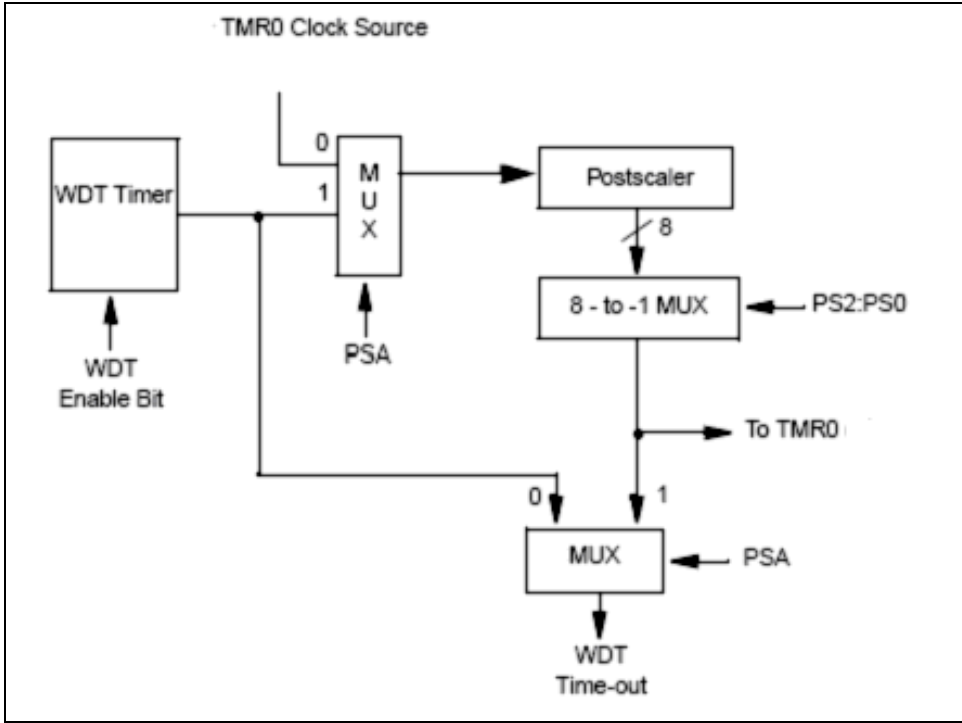 TMR0 Clock Source
0
M
U
X
WDT Timer
1
Postscaler
8
8 - to -1 MUX
PS2:PS0
PSA
WDT
Enable Bit
To TMR0
0
1
MUX
PSA
WDT
Time-out